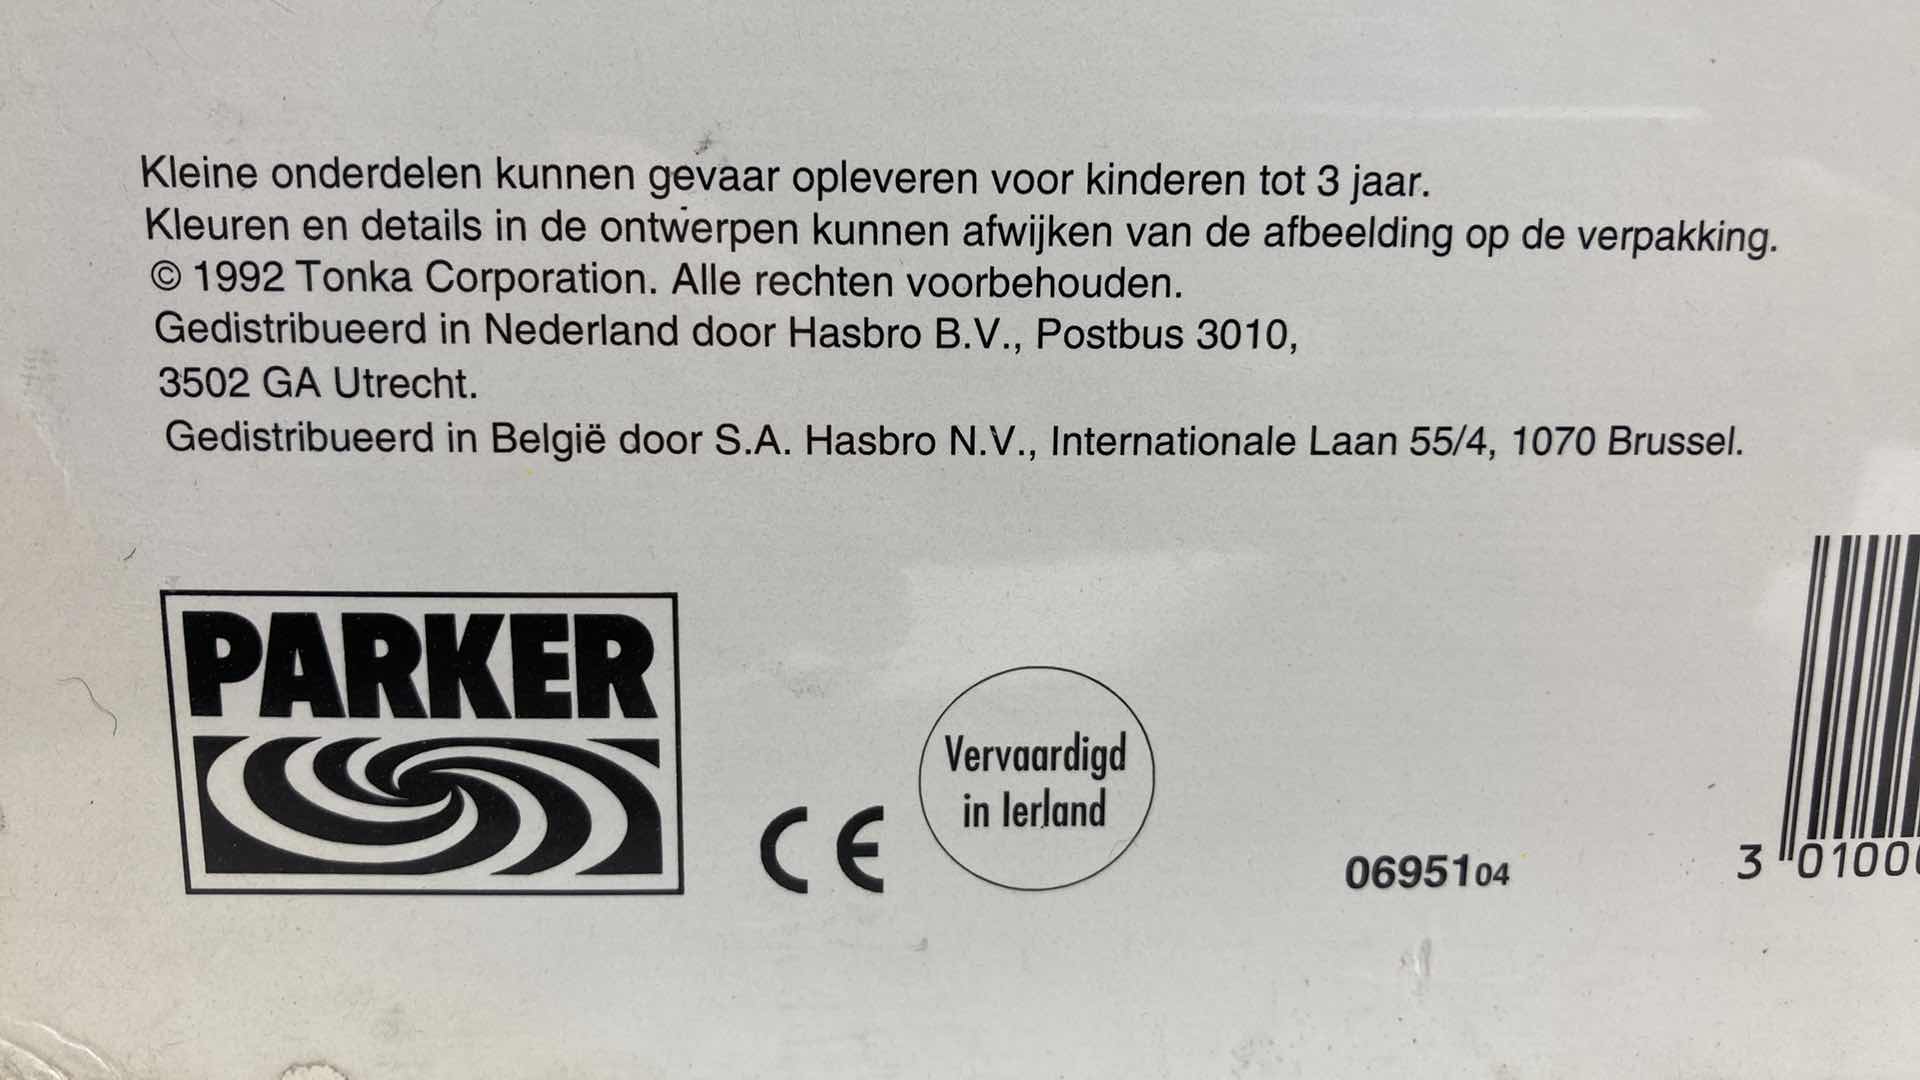 Kleine onderdelen kunnen gevaar opleveren voor kinderen tot 3 jaar.
Kleuren en details in de ontwerpen kunnen afwijken van de afbeelding op de verpakking.
© 1992 Tonka Corporation. Alle rechten voorbehouden.
Gedistribueerd in Nederland door Hasbro B.V., Postbus 3010,
3502 GA Utrecht.
Gedistribueerd in België door S.A. Hasbro N.V., Internationale Laan 55/4, 1070 Brussel.
PARKER
CE
Vervaardigd
in Ierland
0695104
3 0100